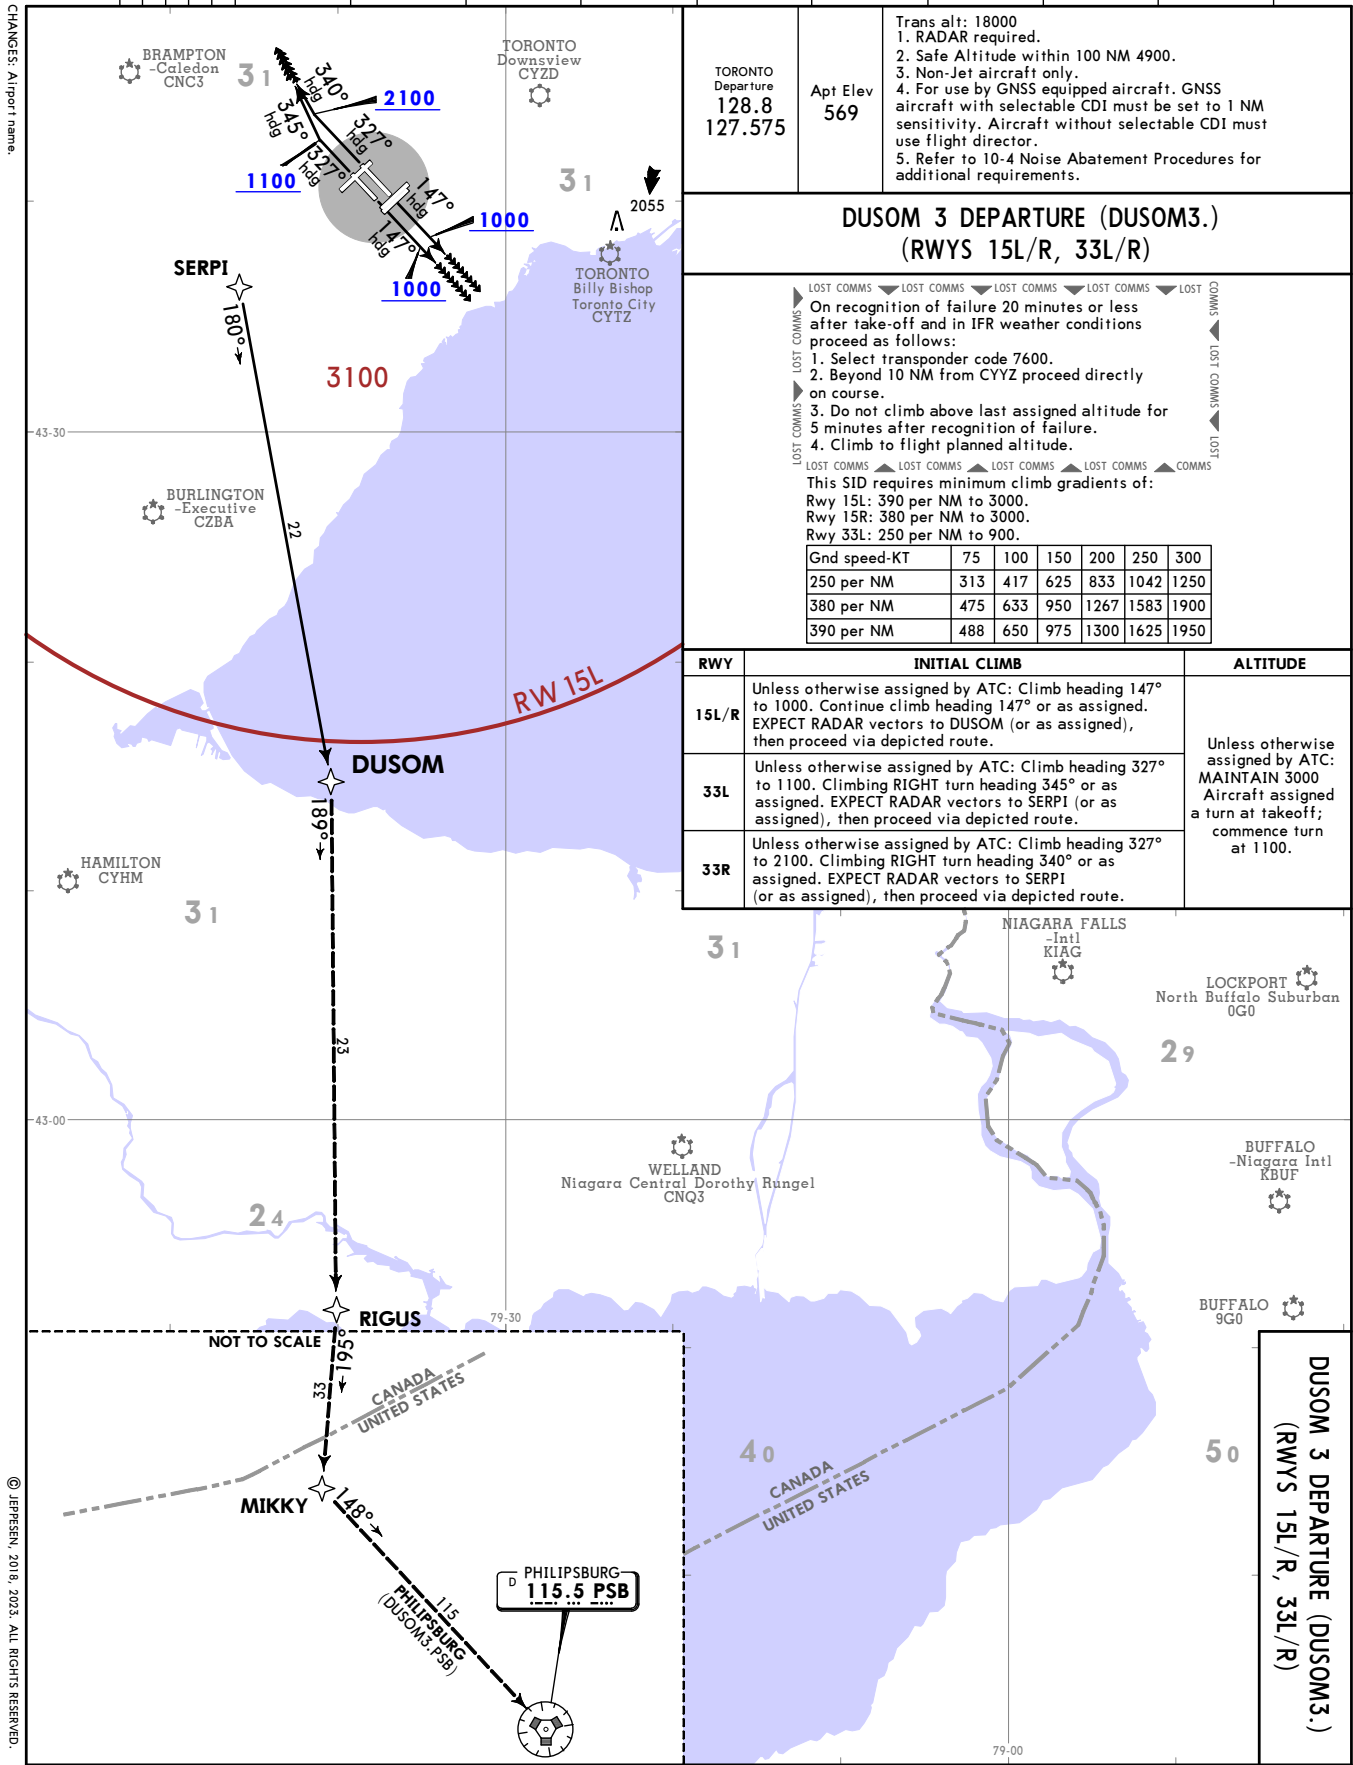 CHANGES: Airport name.
BRAMPTON
-Caledon
CNC3
31
TORONTO
Downsview
CYZD
340°
hdg
2100
345°
hdg
327°
hdg
327°
hdg
1100
31
2055
147°
hdg
1000
147°
hdg
1000
TORONTO
Billy Bishop
Toronto City
CYTZ
SERPI
180°
3100
43-30
BURLINGTON
-Executive
CZBA
22
RW 15L
DUSOM
189°
HAMILTON
CYHM
31
23
43-00
24
RIGUS
79-30
NOT TO SCALE
195°
33
CANADA
UNITED STATES
MIKKY
148°
115
PHILIPSBURG
(DUSOM3.PSB)
PHILIPSBURG
D 115.5 PSB
TORONTO
Departure
128.8
127.575
Apt Elev
569
Trans alt: 18000
1. RADAR required.
2. Safe Altitude within 100 NM 4900.
3. Non-Jet aircraft only.
4. For use by GNSS equipped aircraft. GNSS
aircraft with selectable CDI must be set to 1 NM
sensitivity. Aircraft without selectable CDI must
use flight director.
5. Refer to 10-4 Noise Abatement Procedures for
additional requirements.
DUSOM 3 DEPARTURE (DUSOM3.)
(RWYS 15L/R, 33L/R)
LOST COMMS LOST COMMS LOST COMMS LOST COMMS LOST
COMMS LOST COMMS LOST
LOST COMMS LOST COMMS
On recognition of failure 20 minutes or less
after take-off and in IFR weather conditions
proceed as follows:
1. Select transponder code 7600.
2. Beyond 10 NM from CYYZ proceed directly
on course.
3. Do not climb above last assigned altitude for
5 minutes after recognition of failure.
4. Climb to flight planned altitude.
LOST COMMS LOST COMMS LOST COMMS LOST COMMS COMMS
This SID requires minimum climb gradients of:
Rwy 15L: 390 per NM to 3000.
Rwy 15R: 380 per NM to 3000.
Rwy 33L: 250 per NM to 900.
Gnd speed-KT 75 100 150 200 250 300
250 per NM 313 417 625 833 1042 1250
380 per NM 475 633 950 1267 1583 1900
390 per NM 488 650 975 1300 1625 1950
RWY INITIAL CLIMB ALTITUDE
15L/R
Unless otherwise assigned by ATC: Climb heading 147°
to 1000. Continue climb heading 147° or as assigned.
EXPECT RADAR vectors to DUSOM (or as assigned),
then proceed via depicted route.
33L
Unless otherwise assigned by ATC: Climb heading 327°
to 1100. Climbing RIGHT turn heading 345° or as
assigned. EXPECT RADAR vectors to SERPI (or as
assigned), then proceed via depicted route.
33R
Unless otherwise assigned by ATC: Climb heading 327°
to 2100. Climbing RIGHT turn heading 340° or as
assigned. EXPECT RADAR vectors to SERPI
(or as assigned), then proceed via depicted route.
Unless otherwise
assigned by ATC:
MAINTAIN 3000
Aircraft assigned
a turn at takeoff;
commence turn
at 1100.
31
NIAGARA FALLS
-Intl
KIAG
LOCKPORT
North Buffalo Suburban
0G0
29
WELLAND
Niagara Central Dorothy Rungel
CNQ3
BUFFALO
-Niagara Intl
KBUF
BUFFALO
9G0
40
CANADA
UNITED STATES
50
79-00
DUSOM 3 DEPARTURE (DUSOM3.)
(RWYS 15L/R, 33L/R)
© JEPPESEN, 2018, 2023. ALL RIGHTS RESERVED.